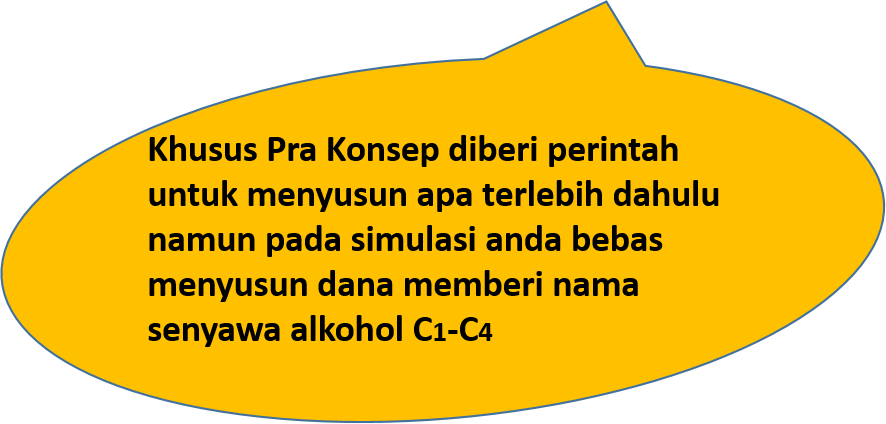 Khusus Pra Konsep diberi perintah
untuk menyusun apa terlebih dahulu
namun pada simulasi anda bebas
menyusun dana memberi nama
senyawa alkohol C1-C4